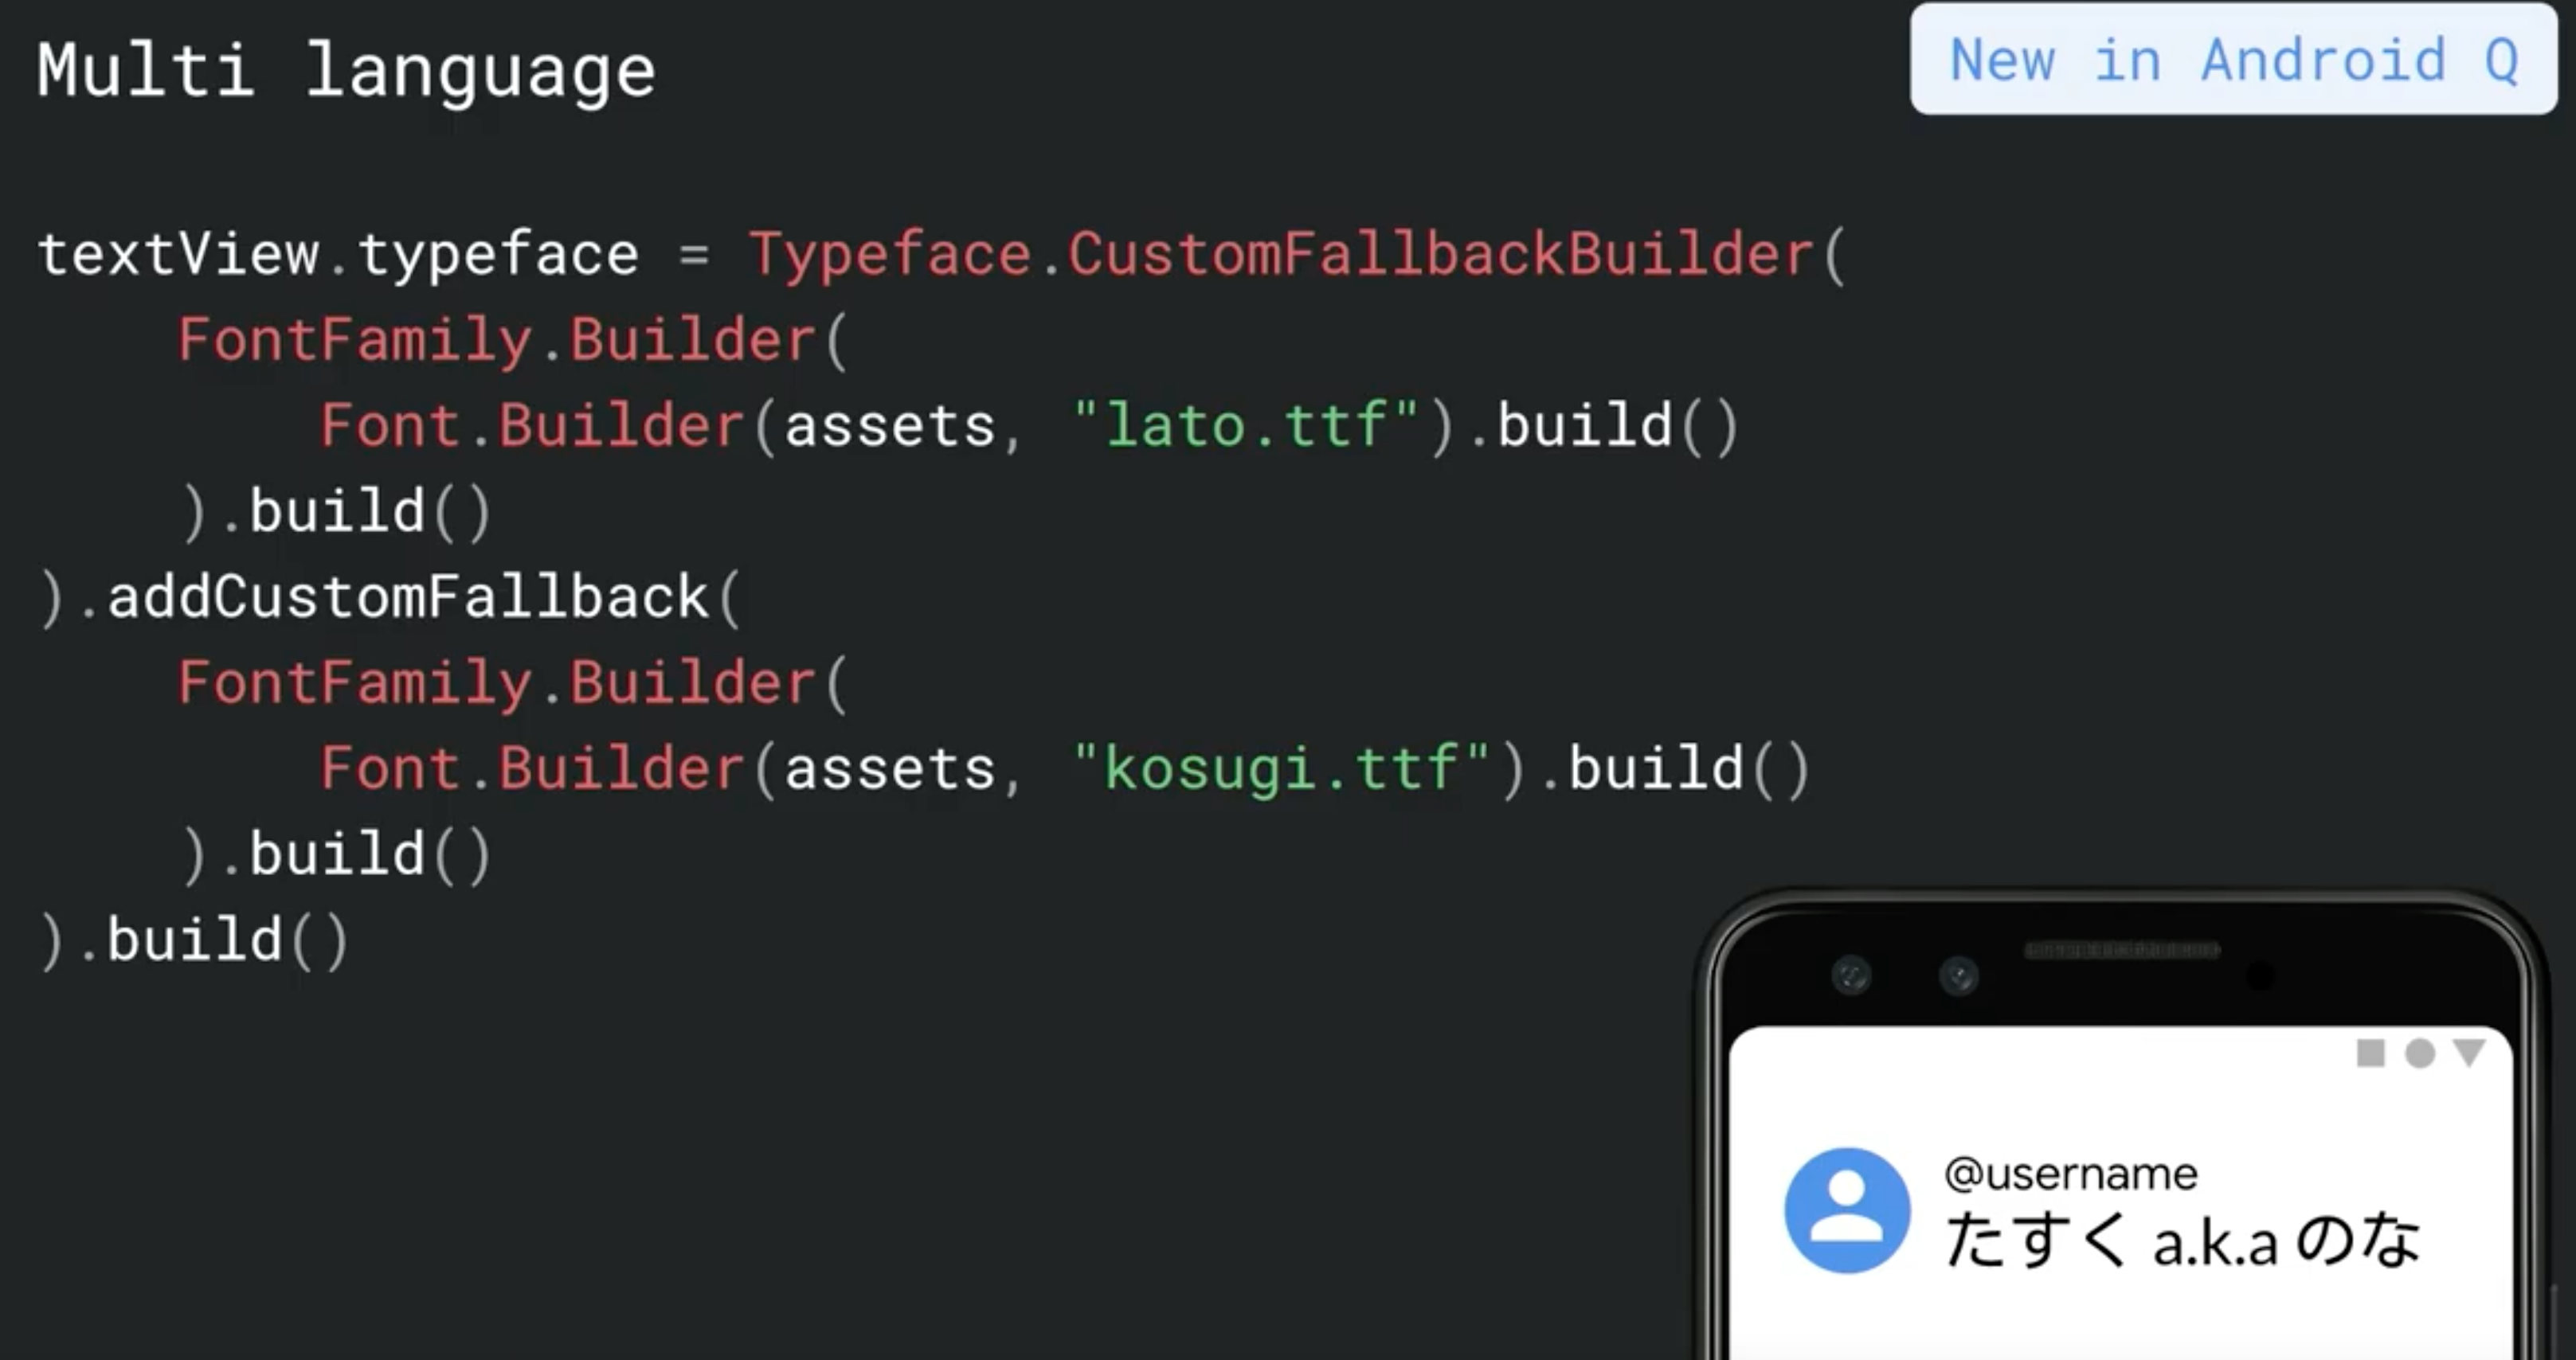 Multi language
New in Android Q
textView.typeface = Typeface.CustomFallbackBuilder(
    FontFamily.Builder(
        Font.Builder(assets, "lato.ttf").build()
    ).build()
).addCustomFallback(
    FontFamily.Builder(
        Font.Builder(assets, "kosugi.ttf").build()
    ).build()
).build()
@username
たすく a.k.a のな